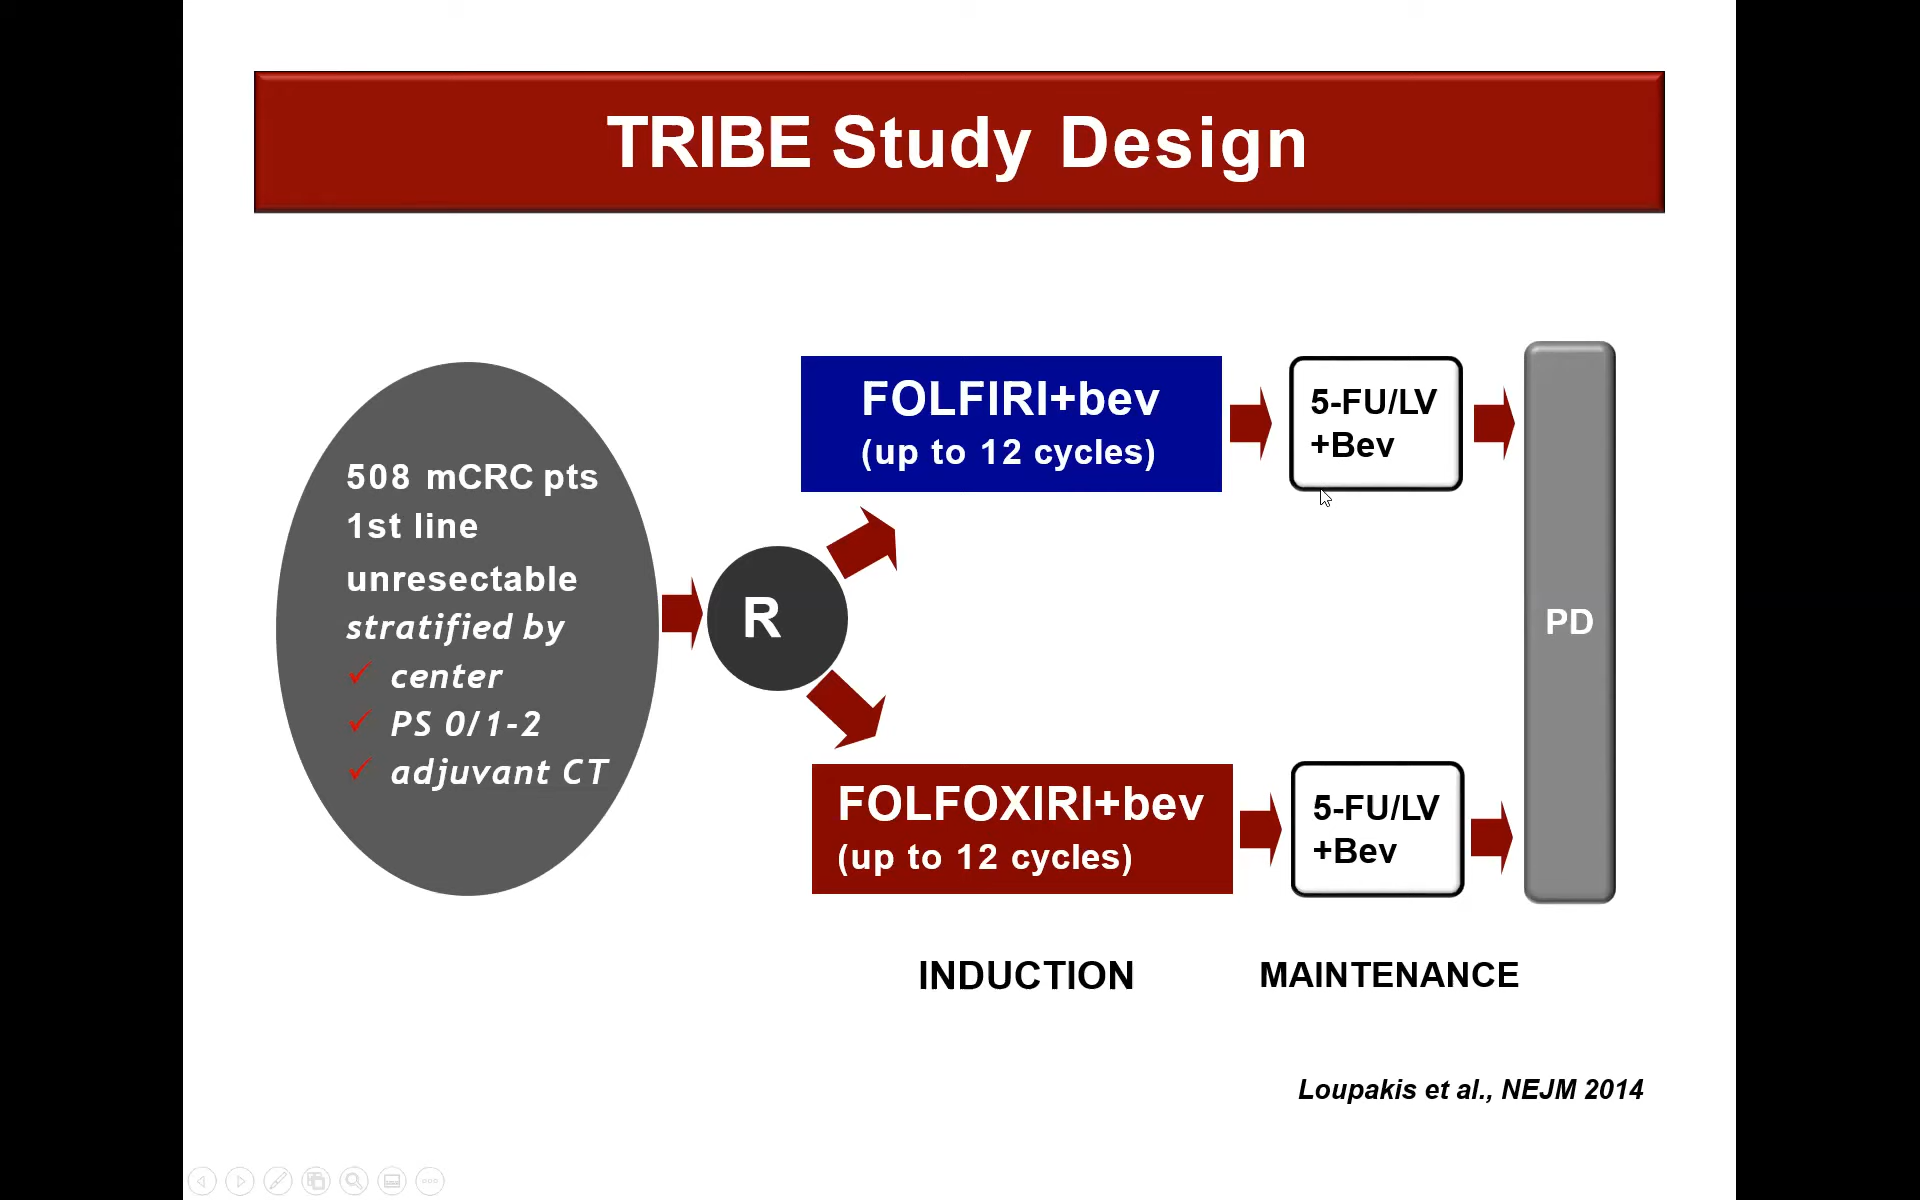 TRIBE Study Design
508 mCRC pts
1st line
unresectable
stratified by
✓ center
✓ PS 0/1-2
✓ adjuvant CT
R
FOLFIRI+bev
(up to 12 cycles)
5-FU/LV
+Bev
FOLFOXIRI+bev
(up to 12 cycles)
5-FU/LV
+Bev
PD
INDUCTION
MAINTENANCE
Loupakis et al., NEJM 2014